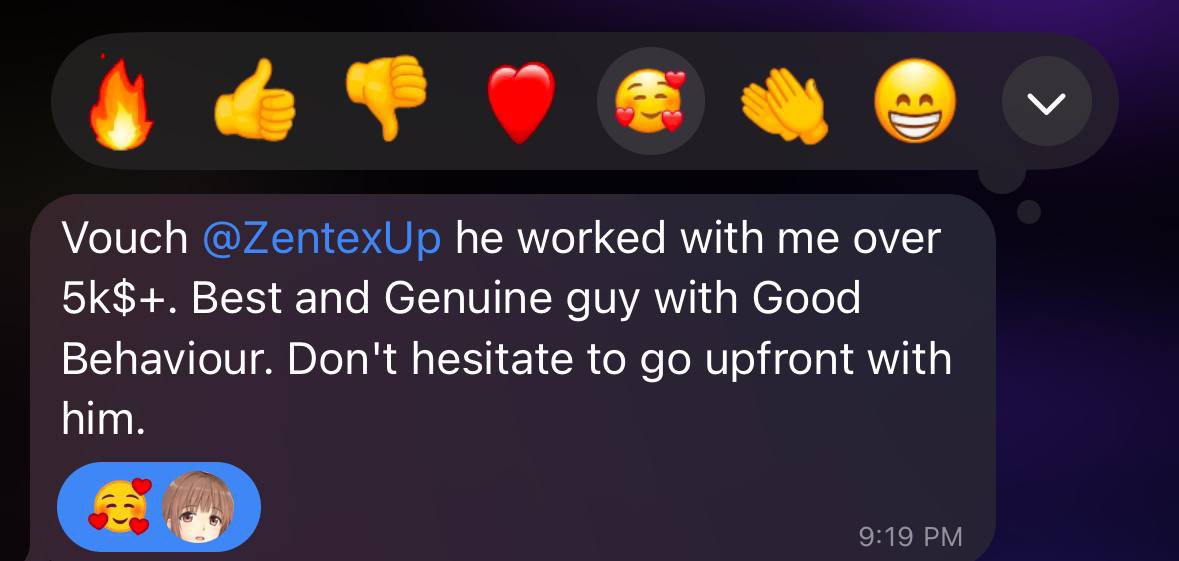 Vouch @ZentexUp he worked with me over
5k$+. Best and Genuine guy with Good
Behaviour. Don't hesitate to go upfront with
him.
9:19 PM